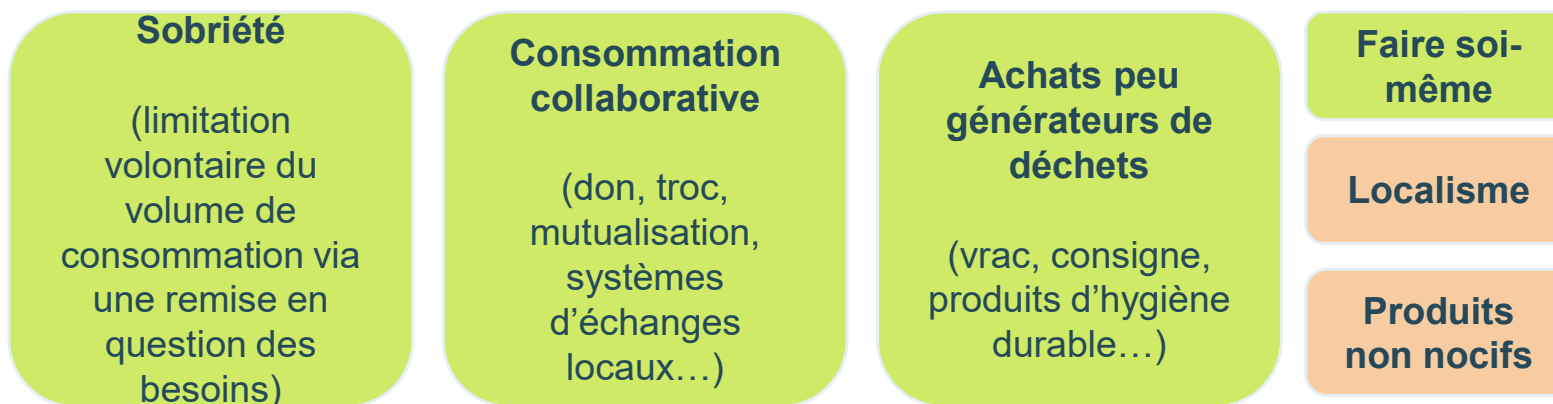 Sobriété
(limitation
volontaire du
volume de
consommation via
une remise en
question des
besoins)
Consommation
collaborative
(don, troc,
mutualisation,
systèmes
d’échanges
locaux…)
Achats peu
générateurs de
déchets
(vrac, consigne,
produits d’hygiène
durable…)
Faire soi-
même
Localisme
Produits
non nocifs